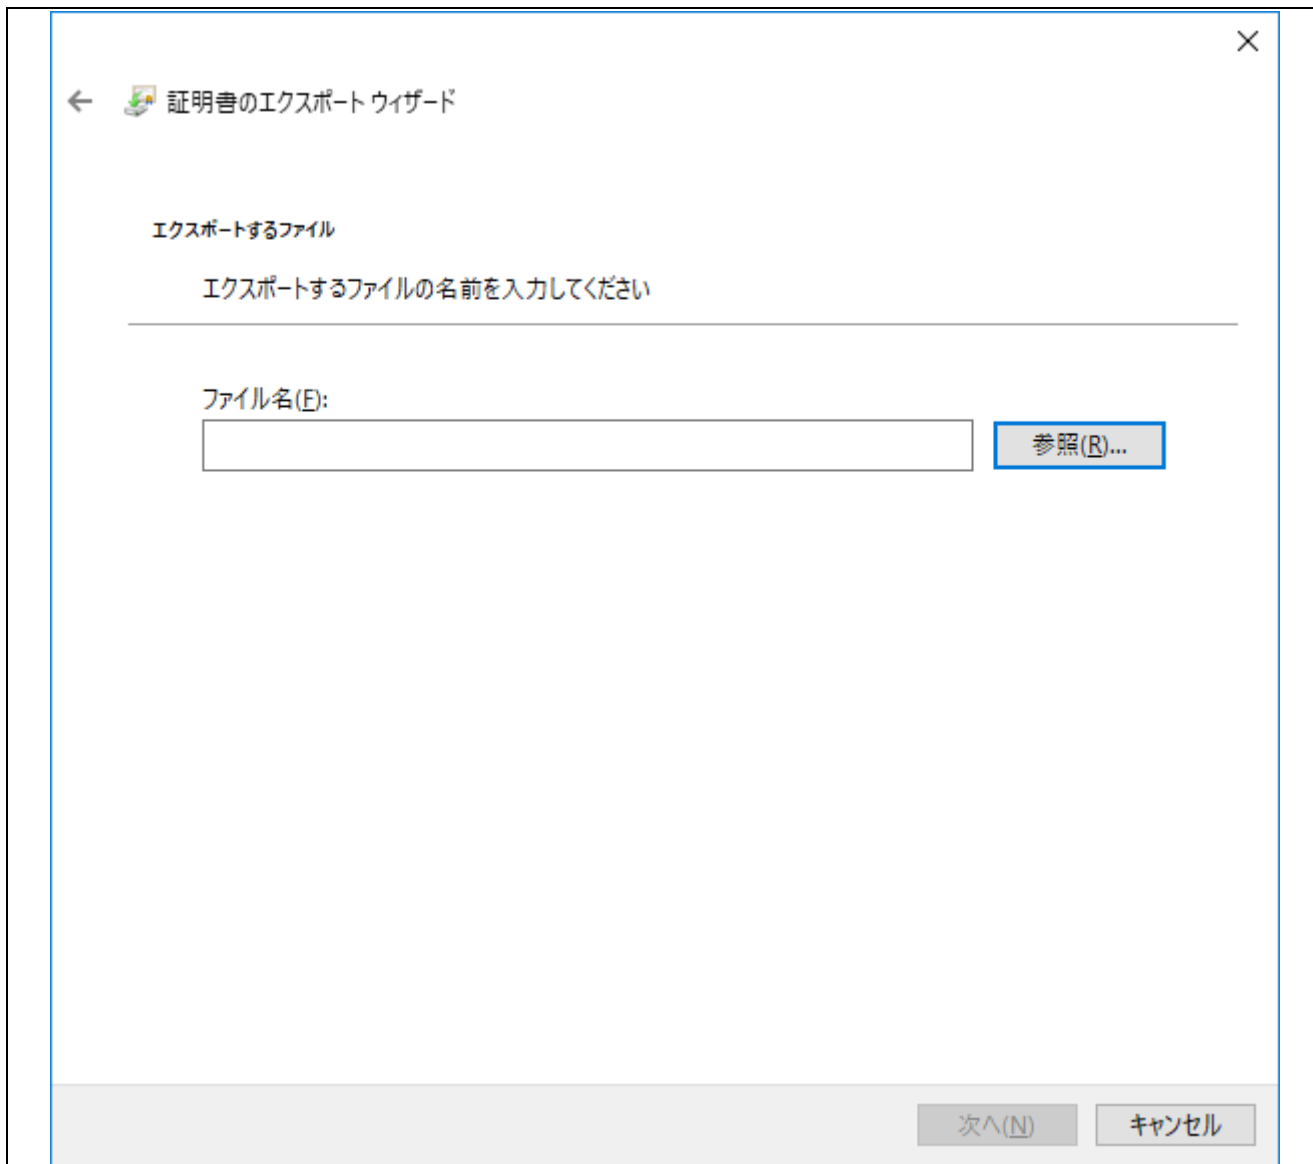 証明書のエクスポート ウィザード
エクスポートするファイル
エクスポートするファイルの名前を入力してください
ファイル名(F):
参照(R)...
次へ(N)
キャンセル